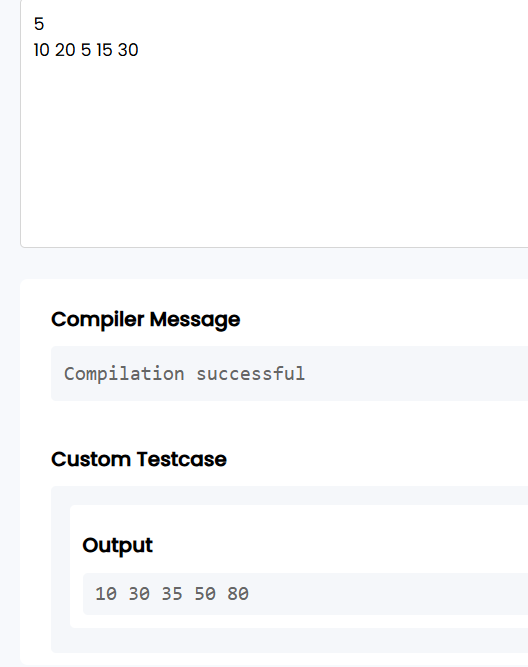 5
10 20 5 15 30
Compiler Message
Compilation successful
Custom Testcase
Output
10 30 35 50 80